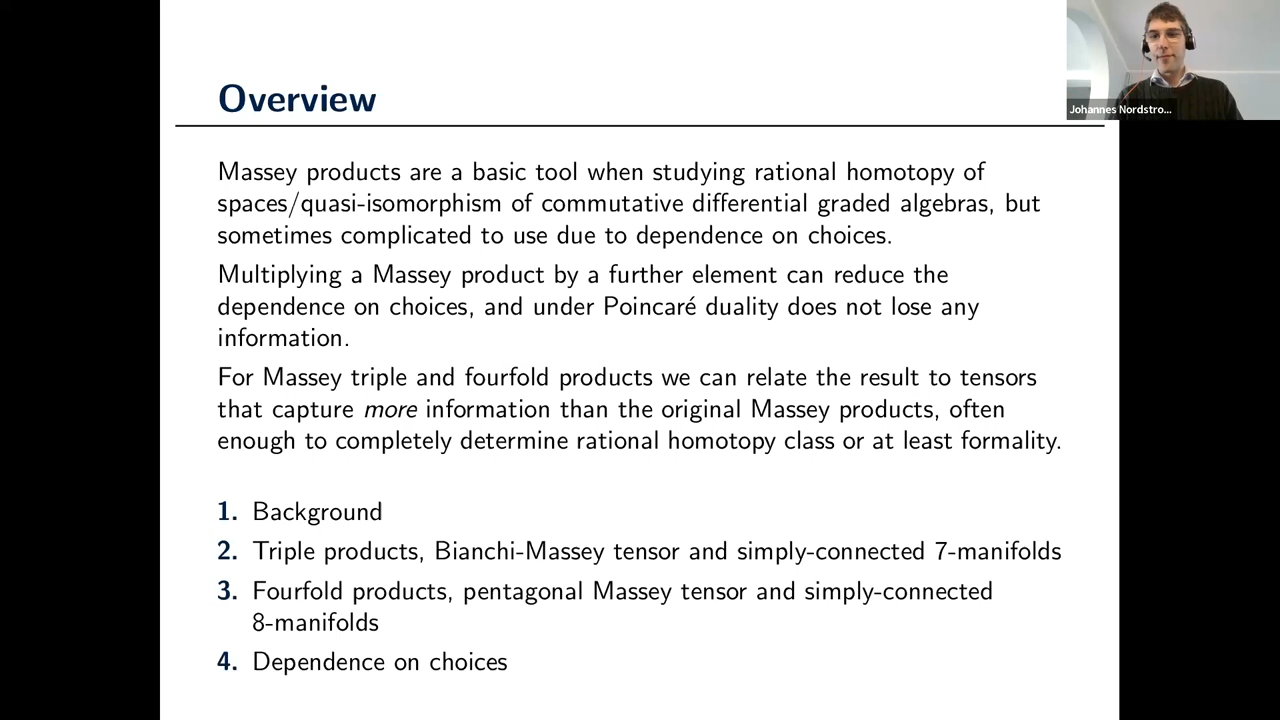 Overview
Johannes Nordstro...
Massey products are a basic tool when studying rational homotopy of
spaces/quasi-isomorphism of commutative differential graded algebras, but
sometimes complicated to use due to dependence on choices.
Multiplying a Massey product by a further element can reduce the
dependence on choices, and under Poincaré duality does not lose any
information.
For Massey triple and fourfold products we can relate the result to tensors
that capture more information than the original Massey products, often
enough to completely determine rational homotopy class or at least formality.
1. Background
2. Triple products, Bianchi-Massey tensor and simply-connected 7-manifolds
3. Fourfold products, pentagonal Massey tensor and simply-connected
8-manifolds
4. Dependence on choices